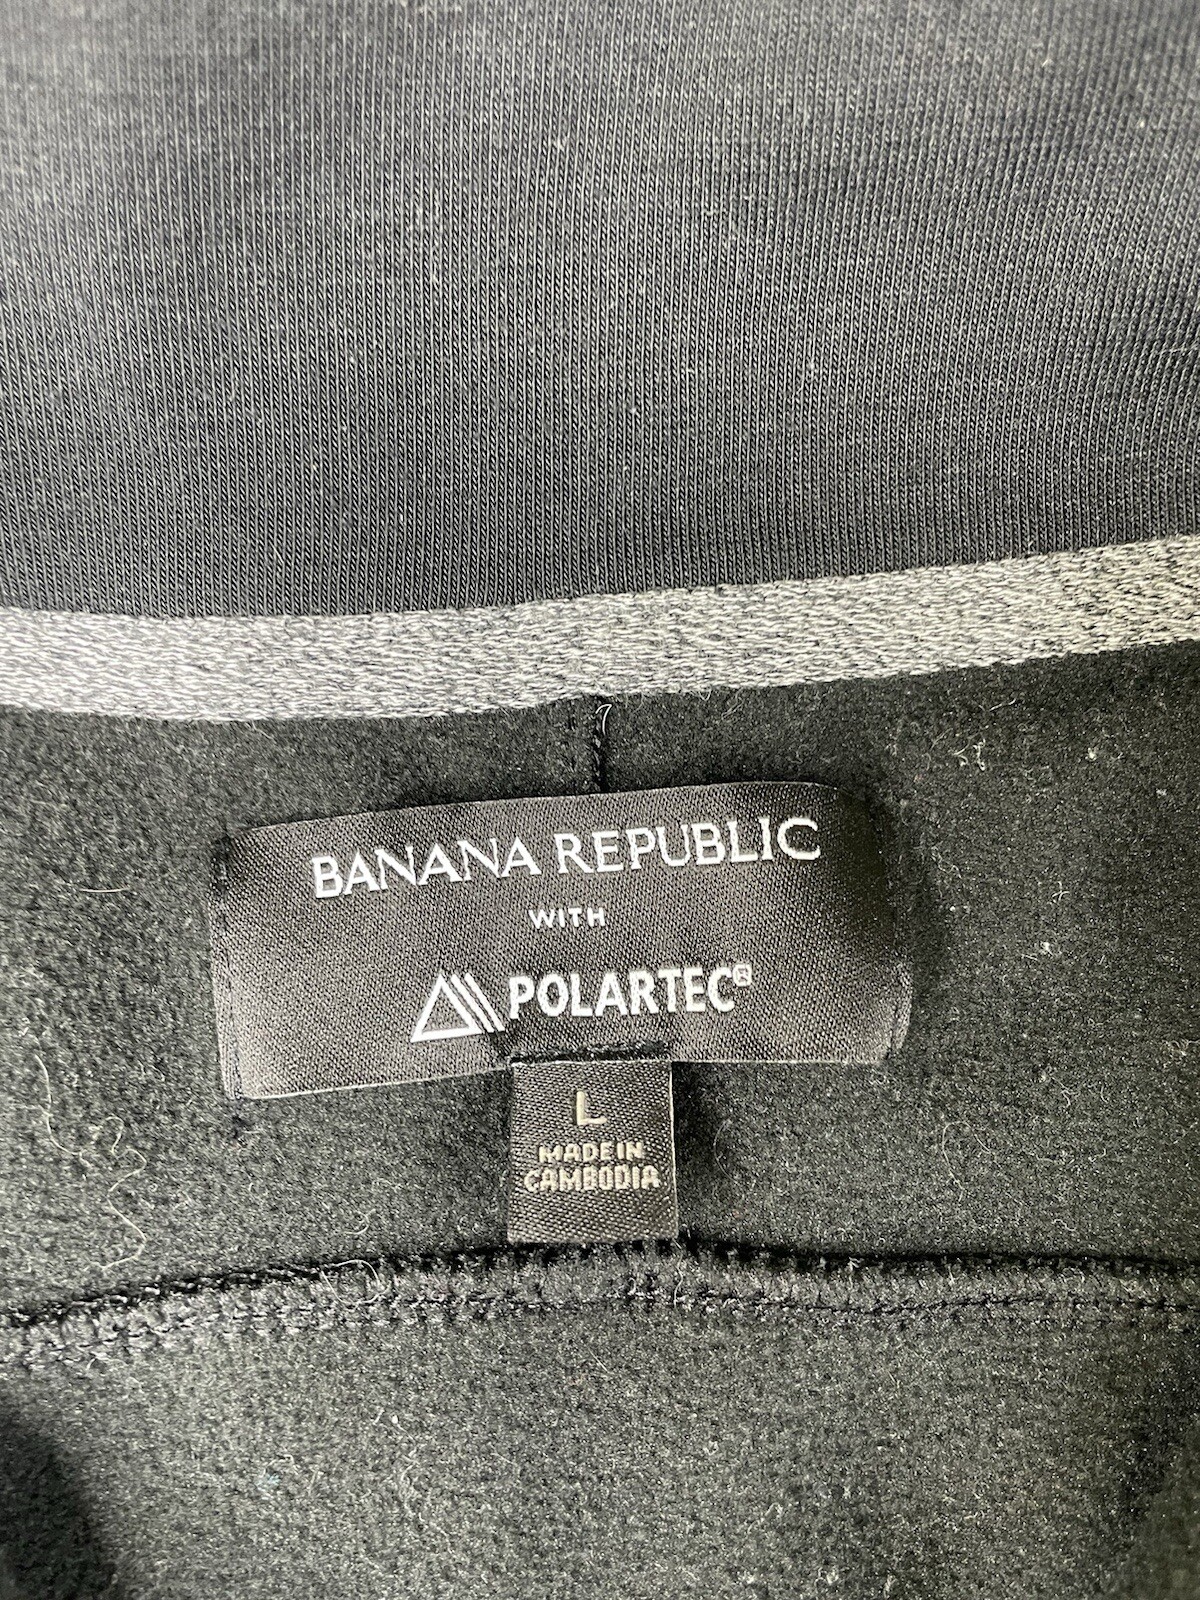 BANANA REPUBLIC
WITH
POLARTEC®
L
MADE IN
CAMBODIA